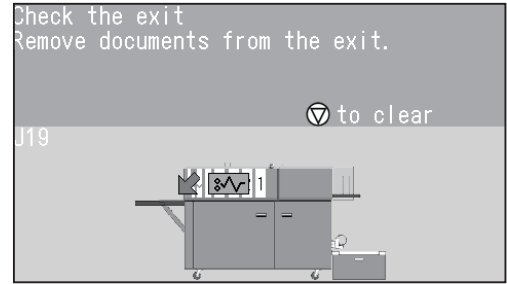 Check the exit
Remove documents from the exit.
to clear
J19
1